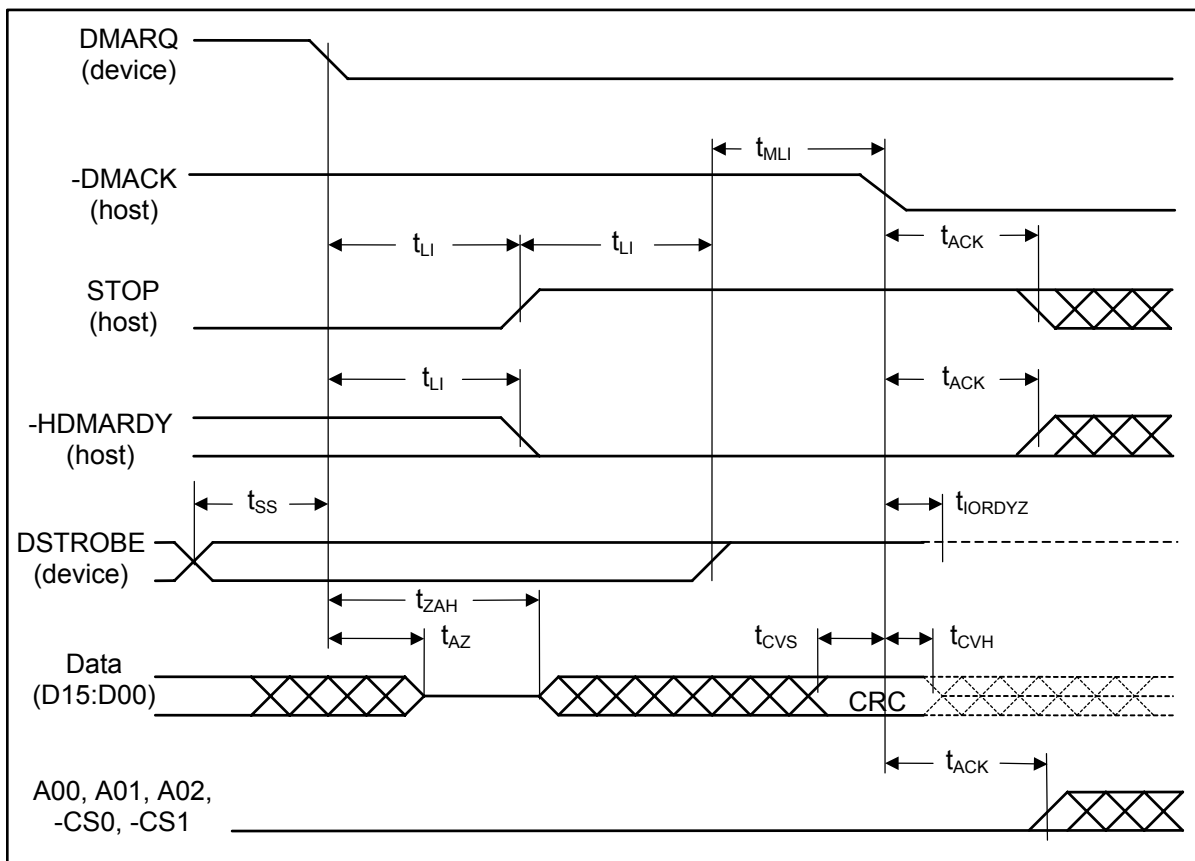 DMARQ
(device)
tMLI
-DMACK
(host)
tLI
tLI
tACK
STOP
(host)
tLI
tACK
-HDMARDY
(host)
tSS
tIORDYZ
DSTROBE
(device)
tZAH
tAZ
tCVS
tCVH
Data
(D15:D00)
CRC
tACK
A00, A01, A02,
-CS0, -CS1